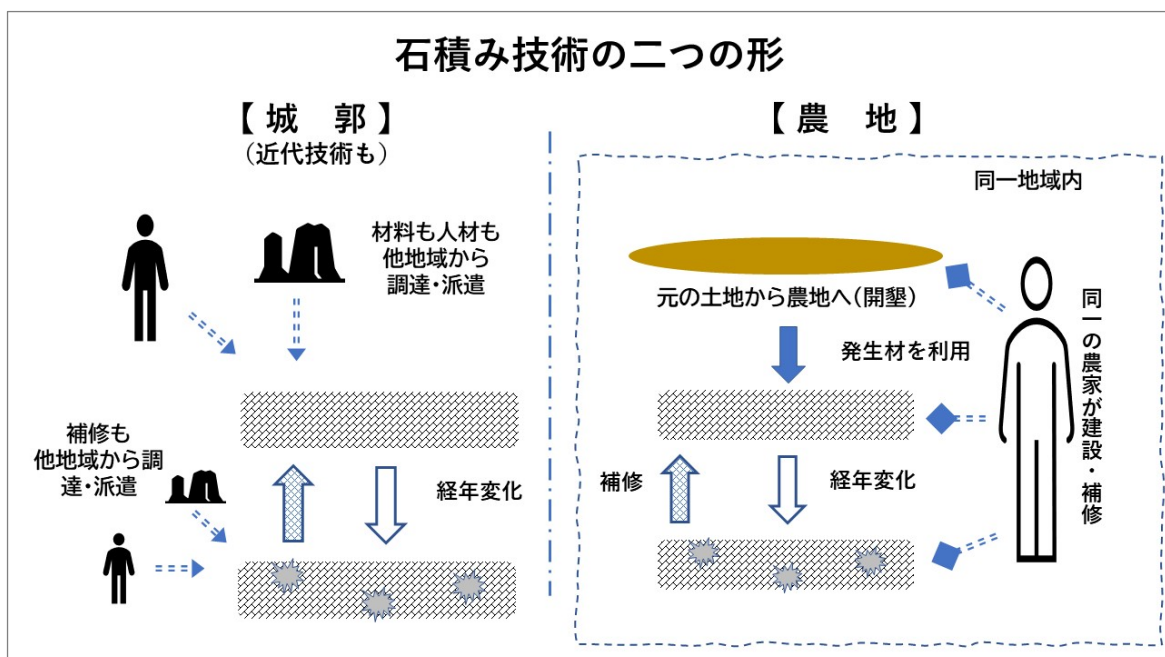 石積み技術の二つの形
【 城 郭 】
（近代技術も）
材料も人材も
他地域から
調達・派遣
補修も
他地域から調
達・派遣
経年変化
【 農 地 】
同一地域内
元の土地から農地へ（開墾）
発生材を利用
補修
経年変化
同一の農家が建設・補修